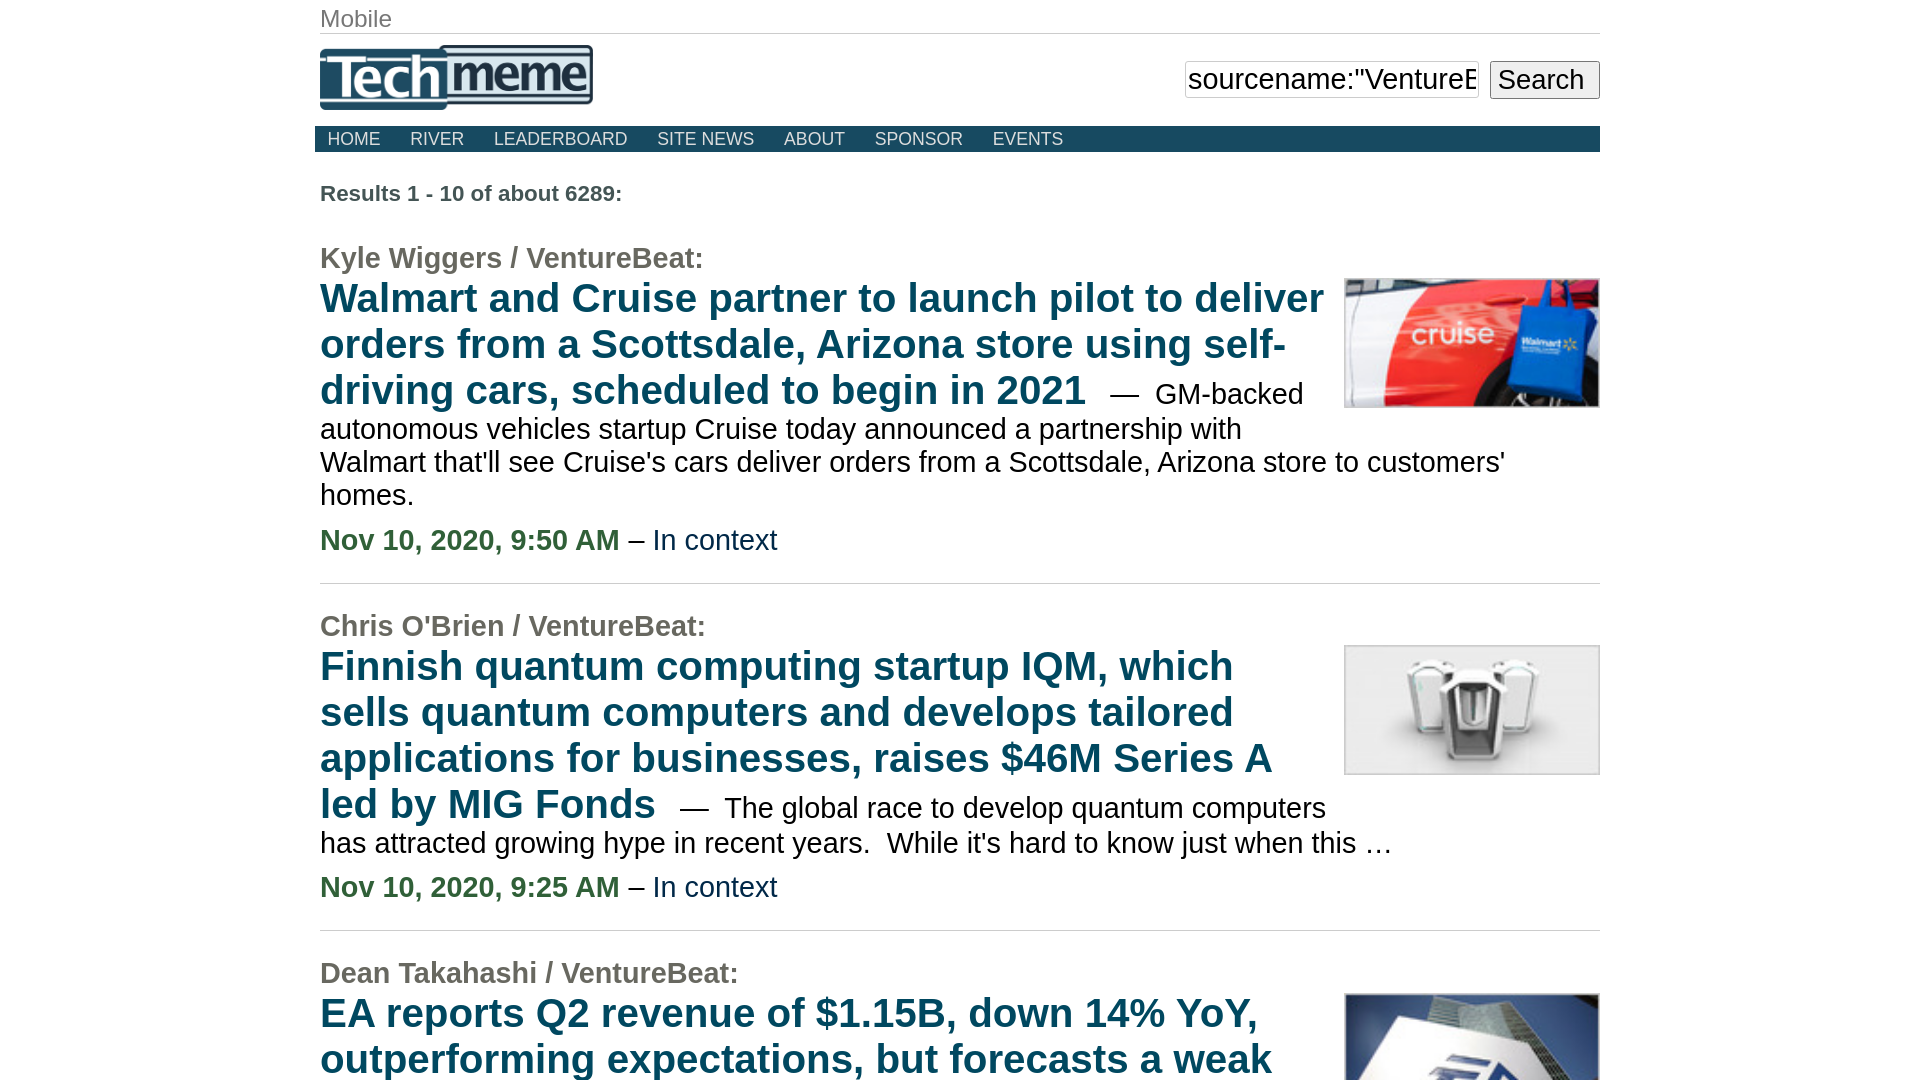 Mobile
Techmeme
sourcename:"VentureB
Search
HOME RIVER LEADERBOARD SITE NEWS ABOUT SPONSOR EVENTS
Results 1 - 10 of about 6289:
Kyle Wiggers / VentureBeat:
Walmart and Cruise partner to launch pilot to deliver
orders from a Scottsdale, Arizona store using self-
driving cars, scheduled to begin in 2021 — GM-backed
autonomous vehicles startup Cruise today announced a partnership with
Walmart that'll see Cruise's cars deliver orders from a Scottsdale, Arizona store to customers'
homes.
cruise
Walmart
Nov 10, 2020, 9:50 AM – In context
Chris O'Brien / VentureBeat:
Finnish quantum computing startup IQM, which
sells quantum computers and develops tailored
applications for businesses, raises $46M Series A
led by MIG Fonds — The global race to develop quantum computers
has attracted growing hype in recent years. While it's hard to know just when this …
Nov 10, 2020, 9:25 AM – In context
Dean Takahashi / VentureBeat:
EA reports Q2 revenue of $1.15B, down 14% YoY,
outperforming expectations, but forecasts a weak